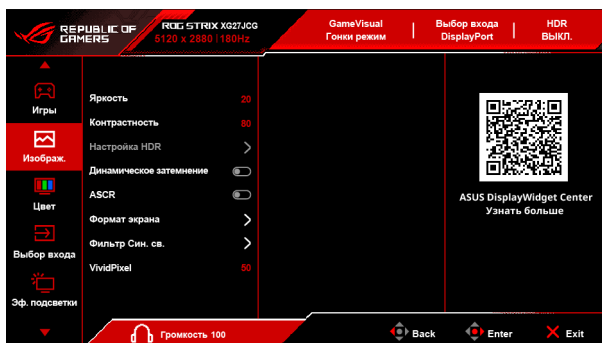 REPUBLIC OF
GAMERS
ROG STRIX XG27JCG
5120 x 2880 | 180Hz
GameVisual
Гонки режим
Выбор входа
DisplayPort
HDR
ВЫКЛ.
Игры
Изображ.
Цвет
Выбор входа
Эф. подсветки
Яркость 20
Контрастность 80
Настройка HDR
Динамическое затемнение
ASCR
Формат экрана
Фильтр Син. св.
VividPixel 50
ASUS DisplayWidget Center
Узнать больше
Громкость 100
Back
Enter
Exit